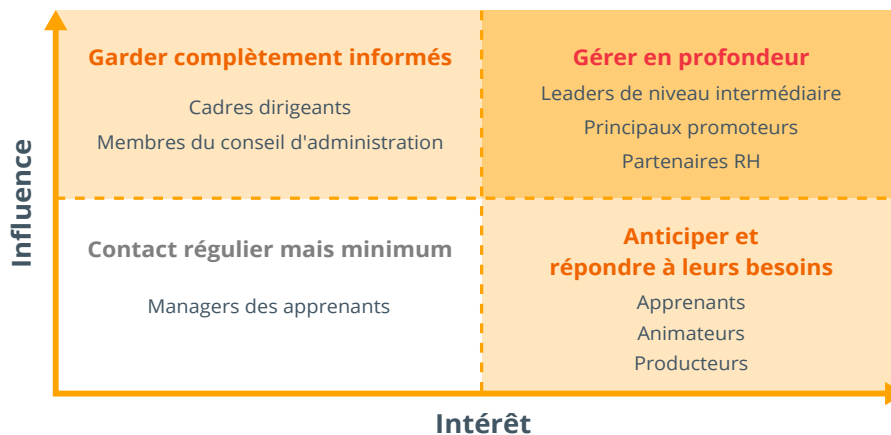 Influence
Garder complètement informés
Cadres dirigeants
Membres du conseil d'administration
Gérer en profondeur
Leaders de niveau intermédiaire
Principaux promoteurs
Partenaires RH
Contact régulier mais minimum
Managers des apprenants
Anticiper et
répondre à leurs besoins
Apprenants
Animateurs
Producteurs
Intérêt